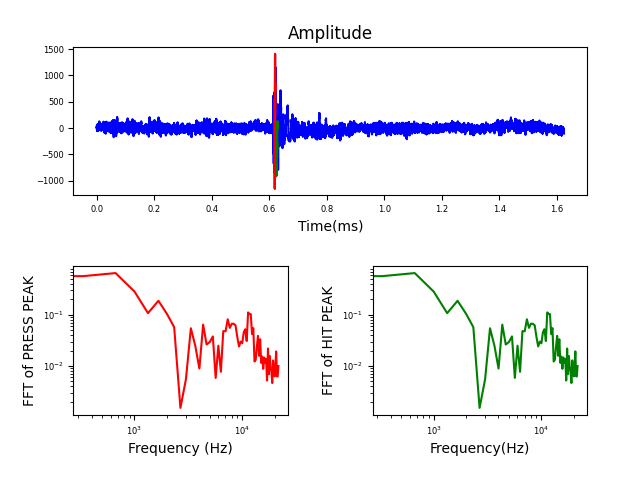 Amplitude
1500
1000
500
0
−500
−1000
0.0 0.2 0.4 0.6 0.8 1.0 1.2 1.4 1.6
Time(ms)
FFT of PRESS PEAK
10⁻¹
10⁻²
10³ 10⁴
Frequency (Hz)
FFT of HIT PEAK
10⁻¹
10⁻²
10³ 10⁴
Frequency(Hz)